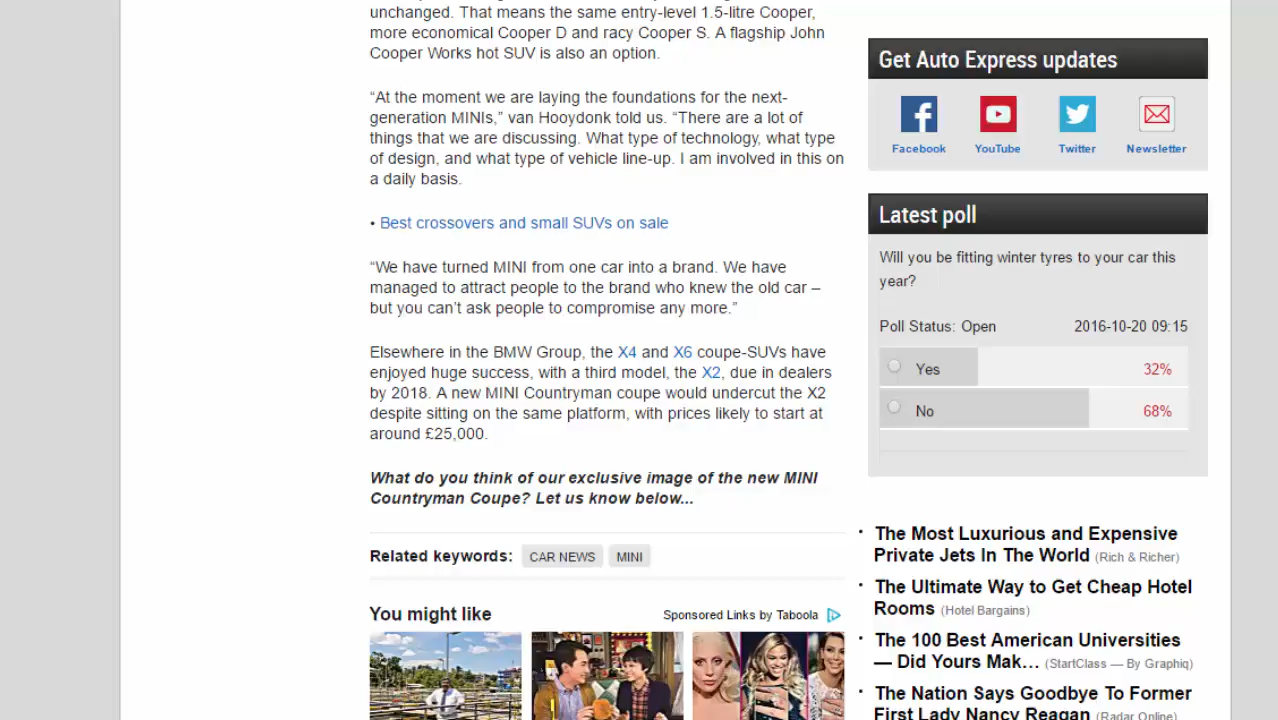 unchanged. That means the same entry-level 1.5-litre Cooper,
more economical Cooper D and racy Cooper S. A flagship John
Cooper Works hot SUV is also an option.
“At the moment we are laying the foundations for the next-
generation MINIs,” van Hooydonk told us. “There are a lot of
things that we are discussing. What type of technology, what type
of design, and what type of vehicle line-up. I am involved in this on
a daily basis.
• Best crossovers and small SUVs on sale
“We have turned MINI from one car into a brand. We have
managed to attract people to the brand who knew the old car –
but you can’t ask people to compromise any more.”
Elsewhere in the BMW Group, the X4 and X6 coupe-SUVs have
enjoyed huge success, with a third model, the X2, due in dealers
by 2018. A new MINI Countryman coupe would undercut the X2
despite sitting on the same platform, with prices likely to start at
around £25,000.
What do you think of our exclusive image of the new MINI
Countryman Coupe? Let us know below...
Related keywords: CAR NEWS MINI
You might like Sponsored Links by Taboola
Get Auto Express updates
Facebook YouTube Twitter Newsletter
Latest poll
Will you be fitting winter tyres to your car this
year?
Poll Status: Open 2016-10-20 09:15
Yes 32%
No 68%
• The Most Luxurious and Expensive
Private Jets In The World (Rich & Richer)
• The Ultimate Way to Get Cheap Hotel
Rooms (Hotel Bargains)
• The 100 Best American Universities
— Did Yours Mak… (StartClass — By Graphiq)
• The Nation Says Goodbye To Former
First Lady Nancy Reagan (Radar Online)